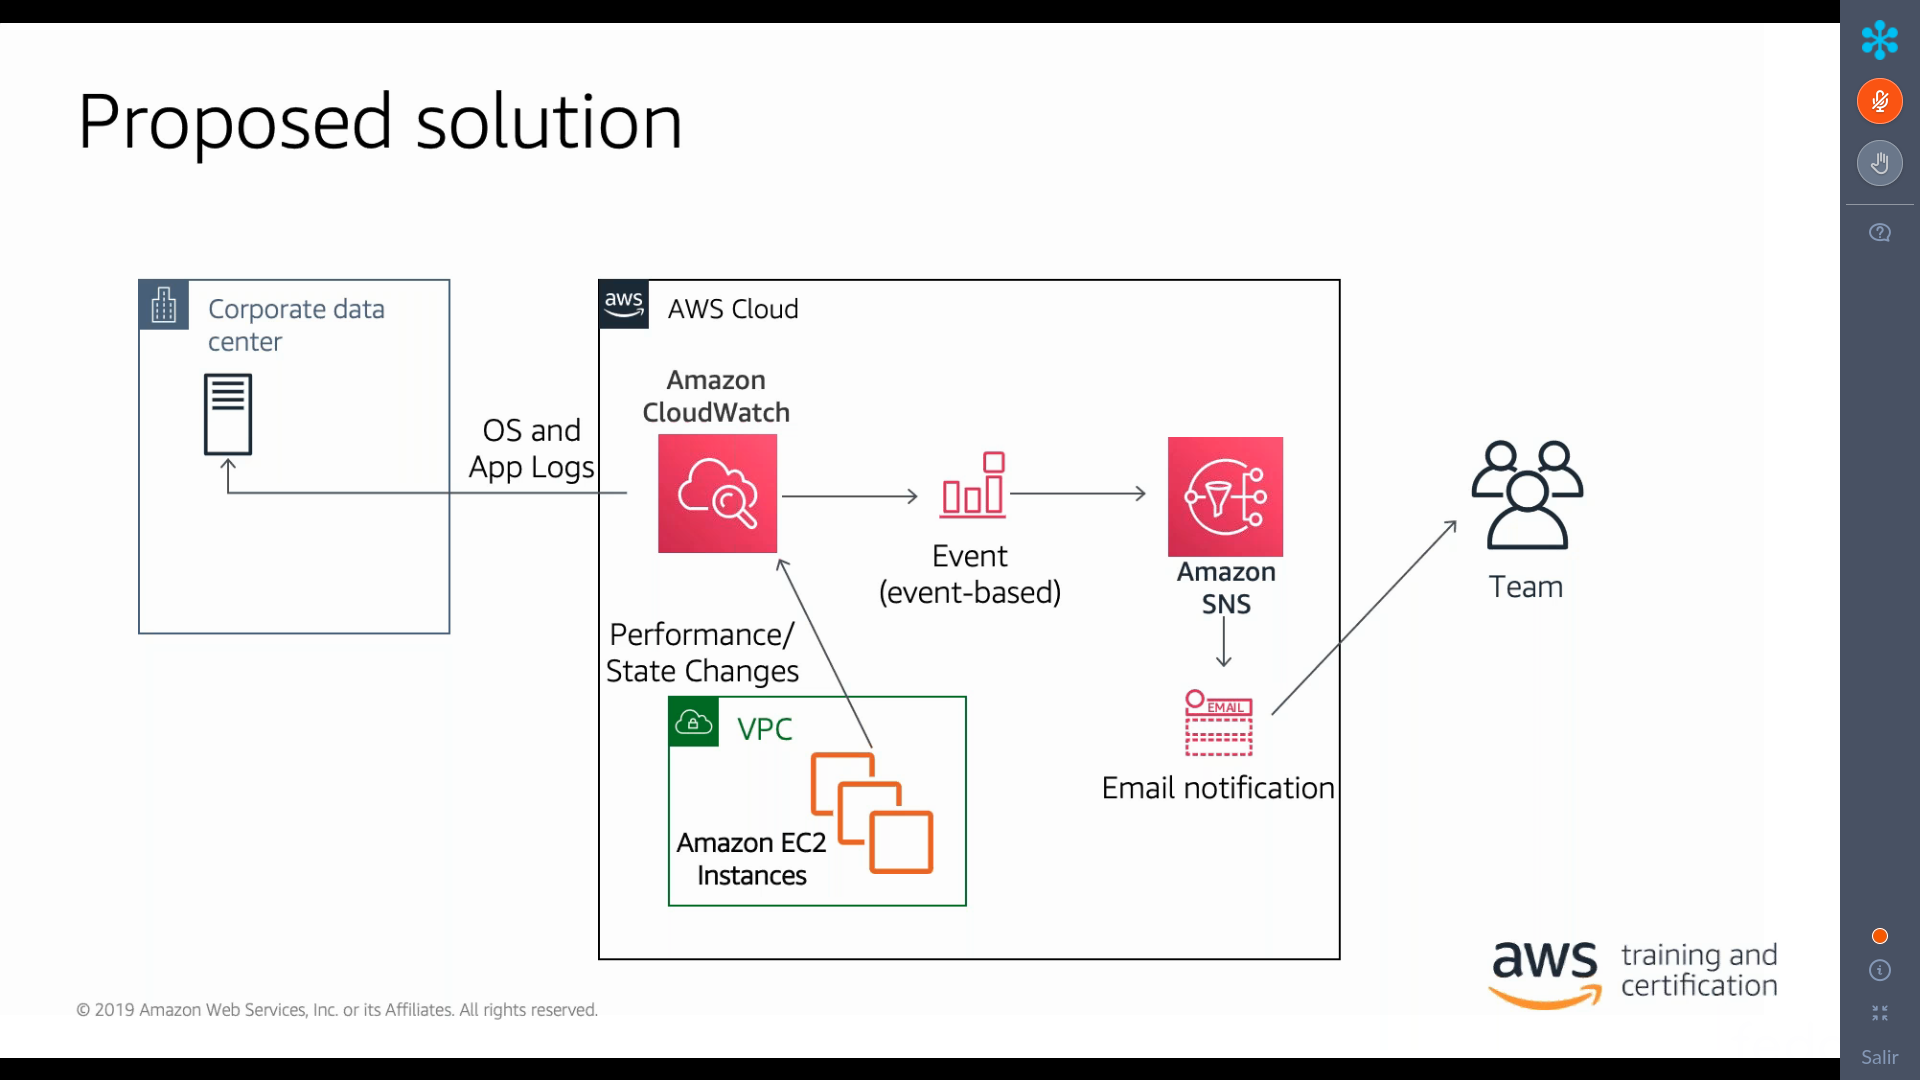 Proposed solution
Corporate data
center
aws
AWS Cloud
Amazon
CloudWatch
OS and
App Logs
Event
(event-based)
Amazon
SNS
Team
Performance/
State Changes
EMAIL
VPC
Email notification
Amazon EC2
Instances
aws training and
certification
© 2019 Amazon Web Services, Inc. or its Affiliates. All rights reserved.
Salir